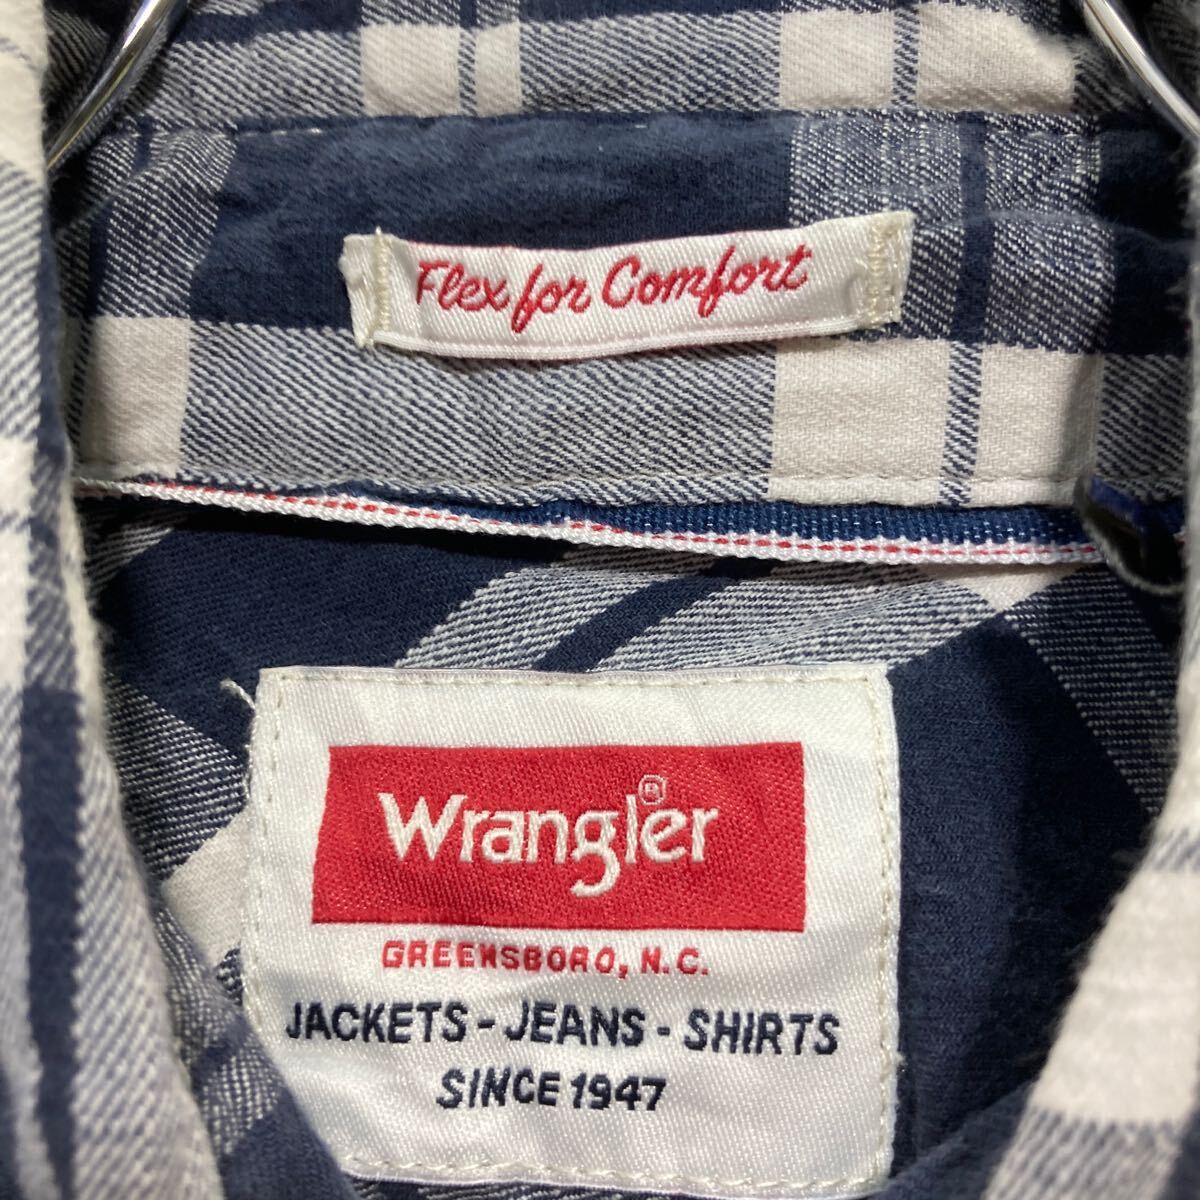 Flex for Comfort
Wrangler®
GREENSBORO, N.C.
JACKETS - JEANS - SHIRTS
SINCE 1947